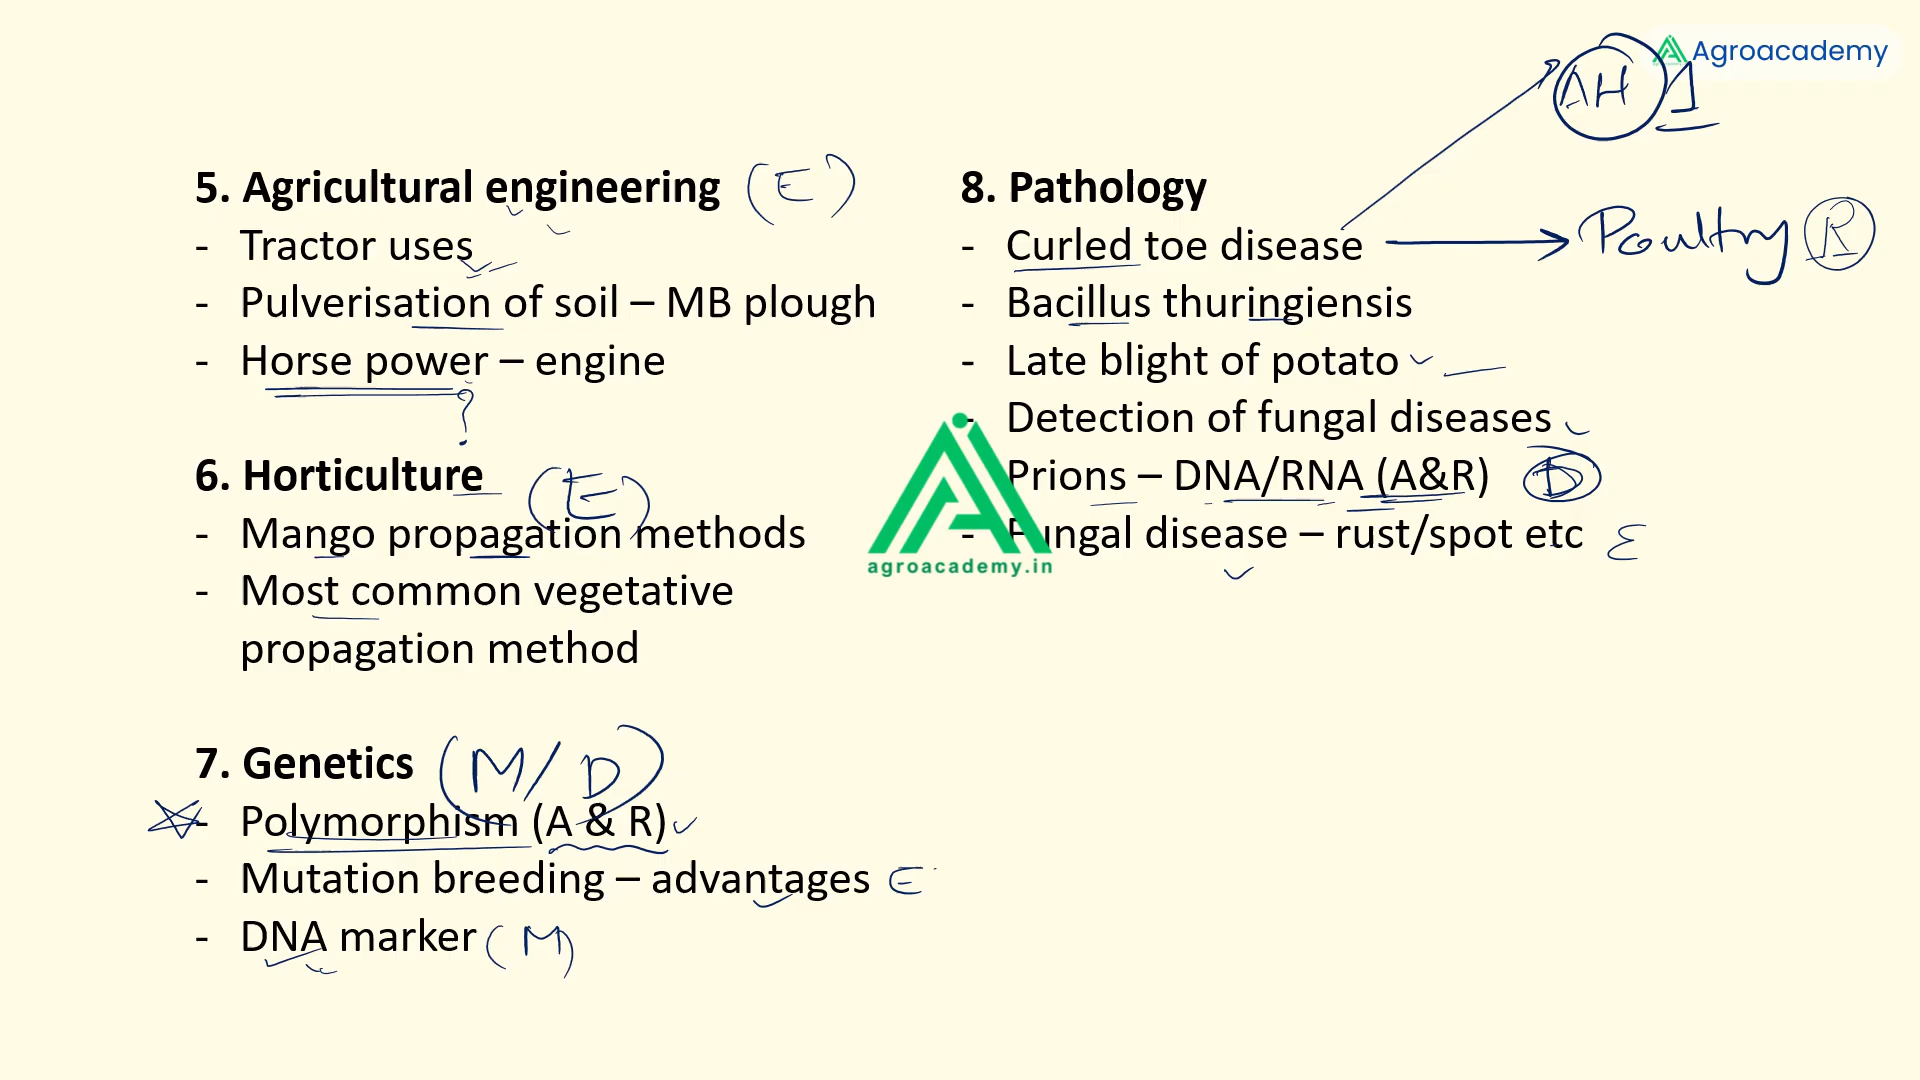 Agroacademy
AH 1
5. Agricultural engineering (E)
- Tractor uses
- Pulverisation of soil – MB plough
- Horse power – engine
?
6. Horticulture (E)
- Mango propagation methods
- Most common vegetative
propagation method
7. Genetics (M/D)
- Polymorphism (A & R)
- Mutation breeding – advantages E
- DNA marker (M)
8. Pathology
- Curled toe disease → Poultry R
- Bacillus thuringiensis
- Late blight of potato
- Detection of fungal diseases
Prions – DNA/RNA (A&R) D
- Fungal disease – rust/spot etc E
agroacademy.in